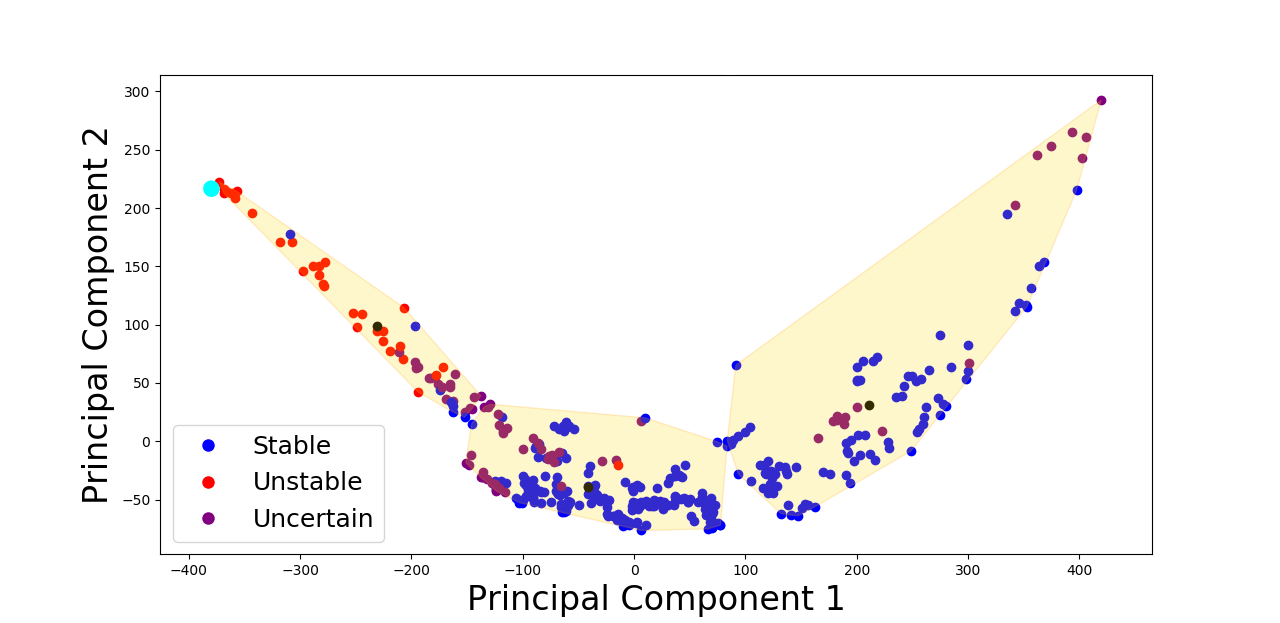 Principal Component 2
300
250
200
150
100
50
0
−50
Stable
Unstable
Uncertain
−400 −300 −200 −100 0 100 200 300 400
Principal Component 1